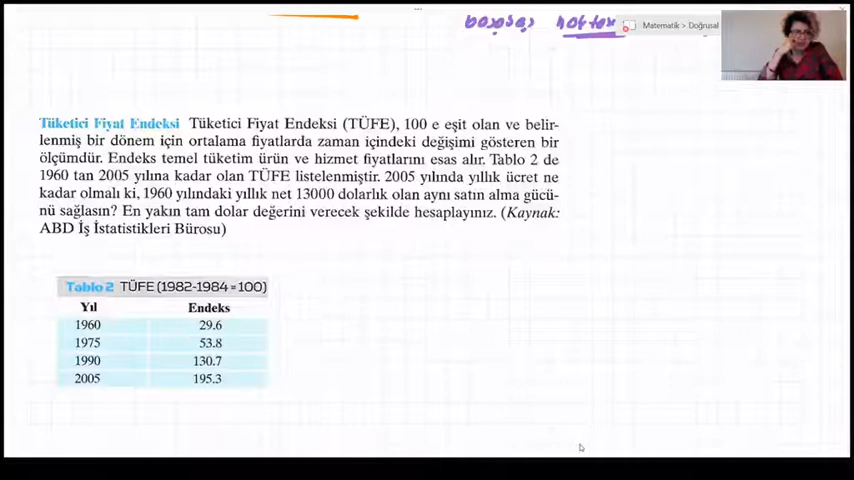 başabaş noktası
Matematik > Doğrusal
Tüketici Fiyat Endeksi Tüketici Fiyat Endeksi (TÜFE), 100 e eşit olan ve belir-
lenmiş bir dönem için ortalama fiyatlarda zaman içindeki değişimi gösteren bir
ölçümdür. Endeks temel tüketim ürün ve hizmet fiyatlarını esas alır. Tablo 2 de
1960 tan 2005 yılına kadar olan TÜFE listelenmiştir. 2005 yılında yıllık ücret ne
kadar olmalı ki, 1960 yılındaki yıllık net 13000 dolarlık olan aynı satın alma gücü-
nü sağlasın? En yakın tam dolar değerini verecek şekilde hesaplayınız. (Kaynak:
ABD İş İstatistikleri Bürosu)
Tablo 2 TÜFE (1982-1984 = 100)
Yıl Endeks
1960 29.6
1975 53.8
1990 130.7
2005 195.3